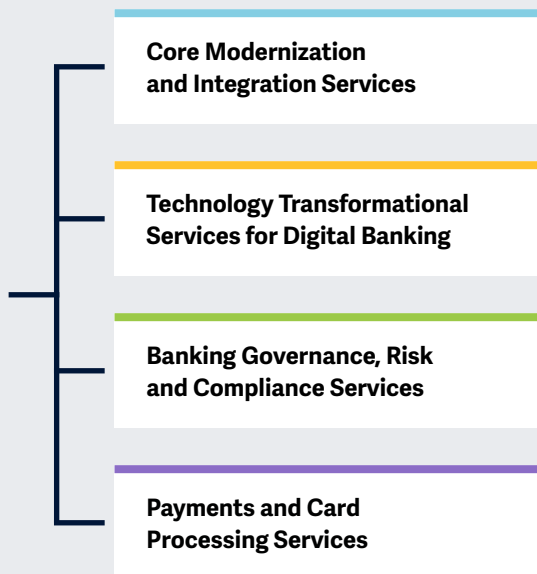 Core Modernization
and Integration Services
Technology Transformational
Services for Digital Banking
Banking Governance, Risk
and Compliance Services
Payments and Card
Processing Services